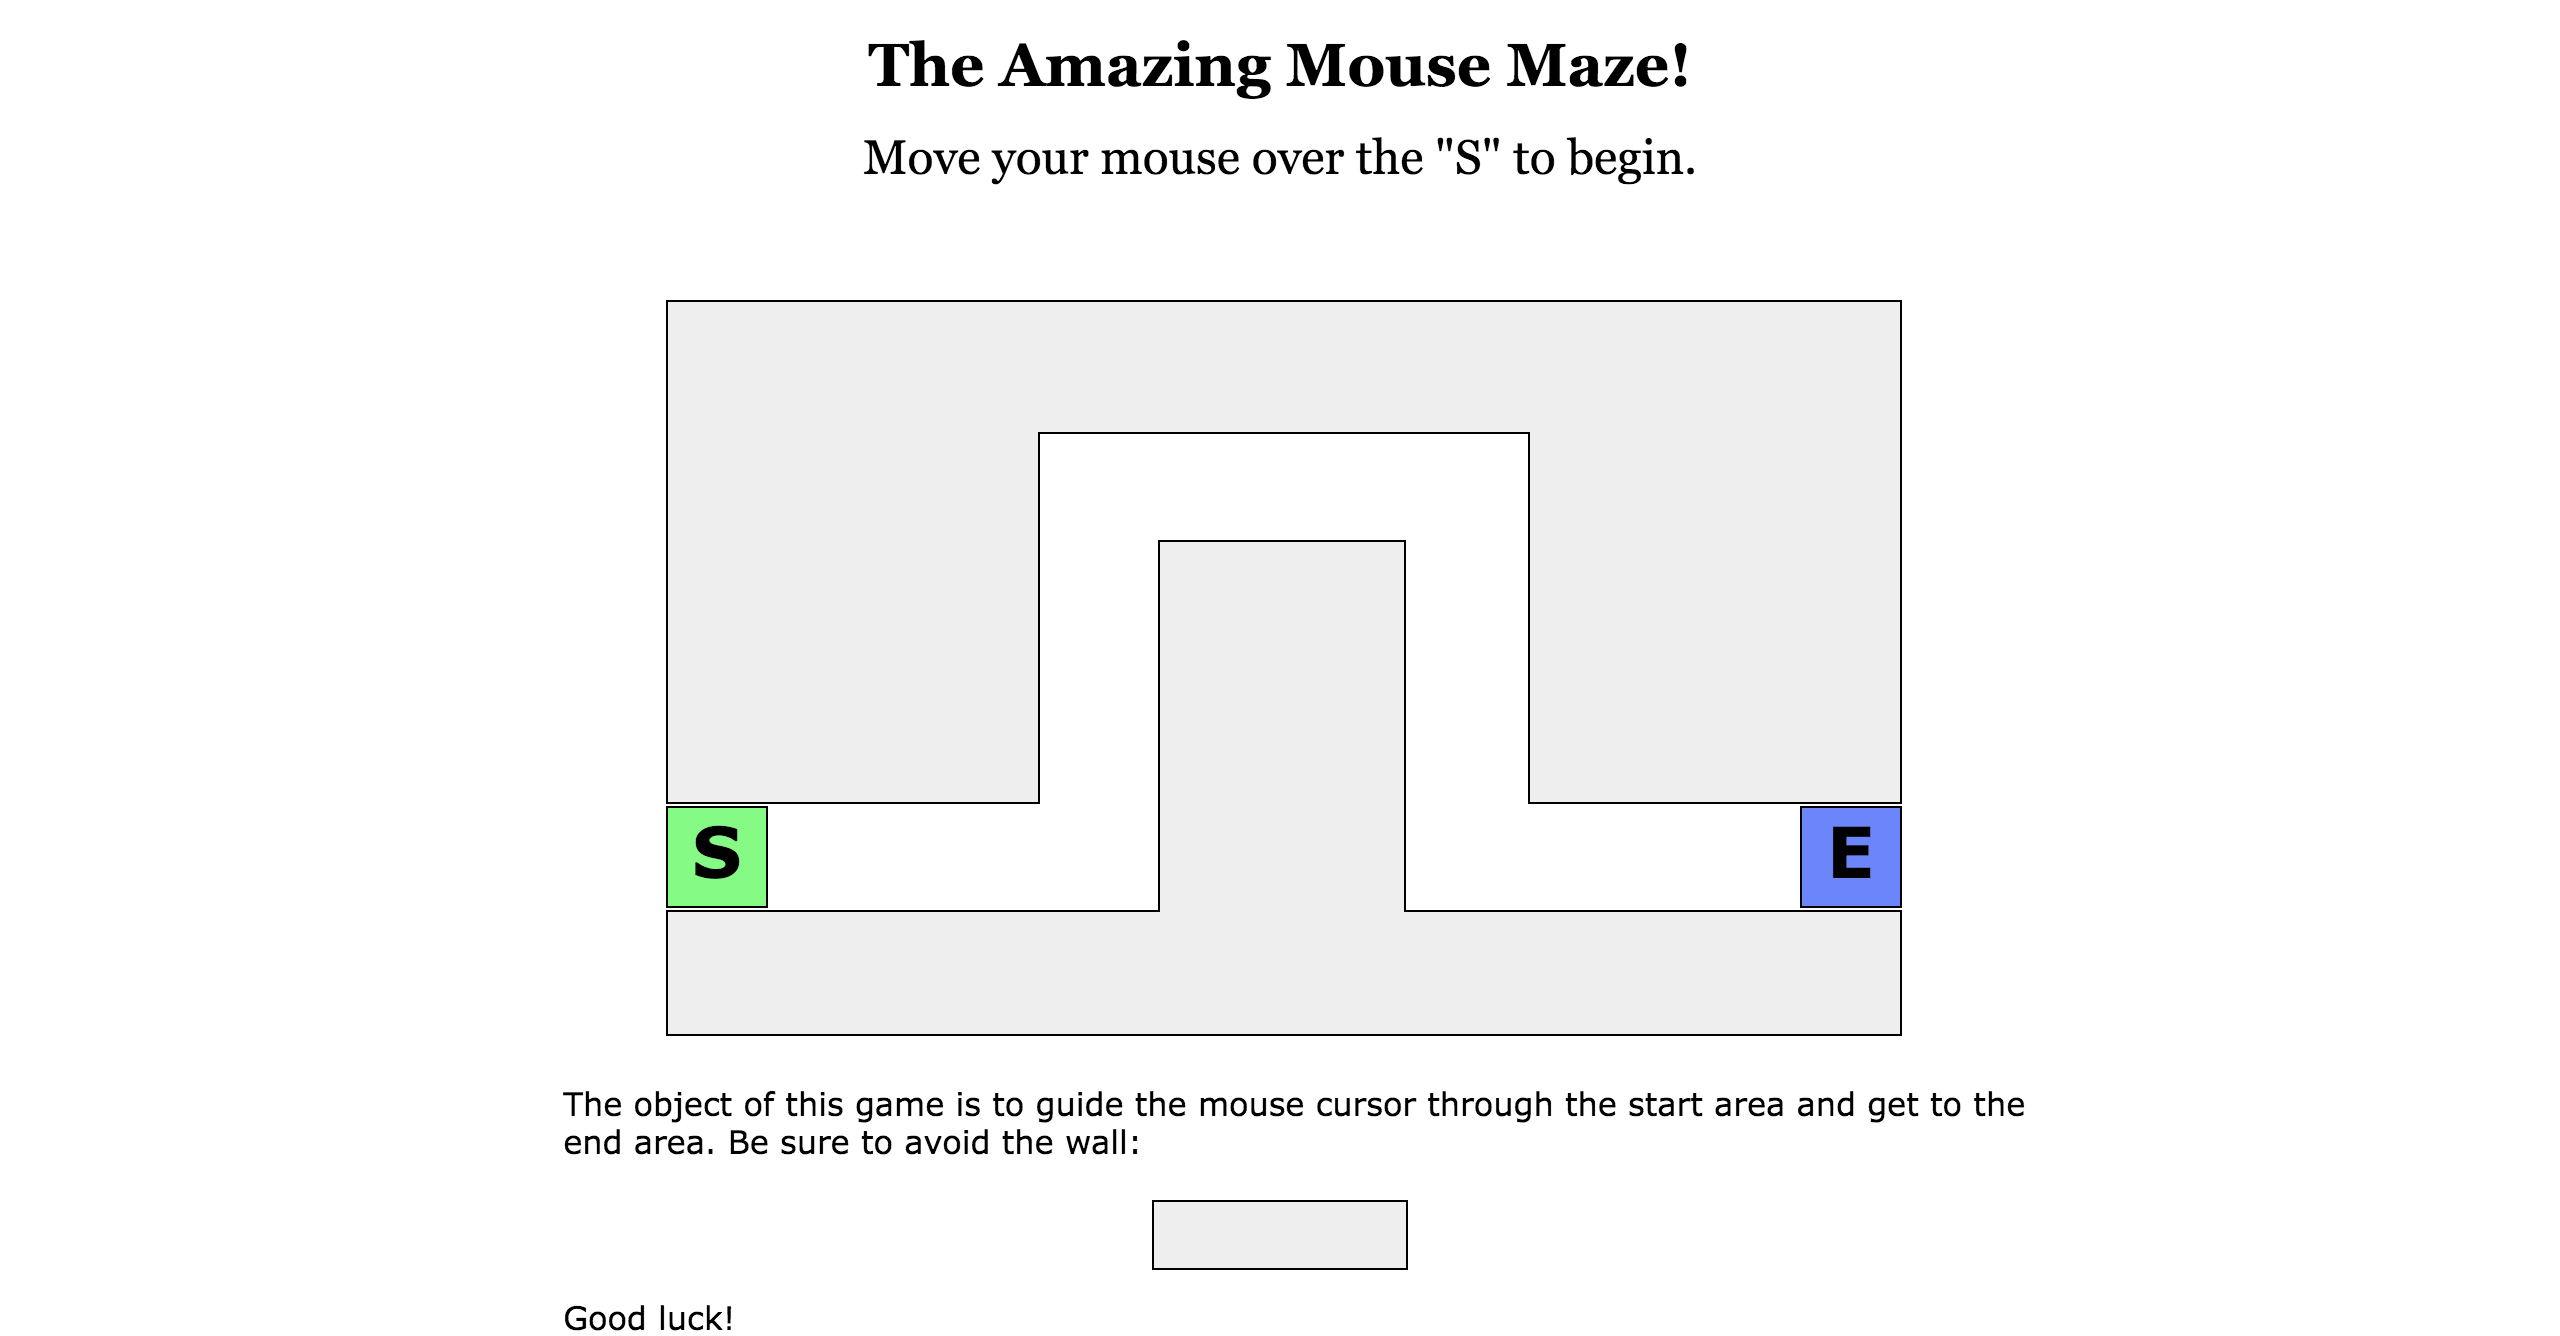 The Amazing Mouse Maze!
Move your mouse over the "S" to begin.
S
E
The object of this game is to guide the mouse cursor through the start area and get to the
end area. Be sure to avoid the wall:
Good luck!